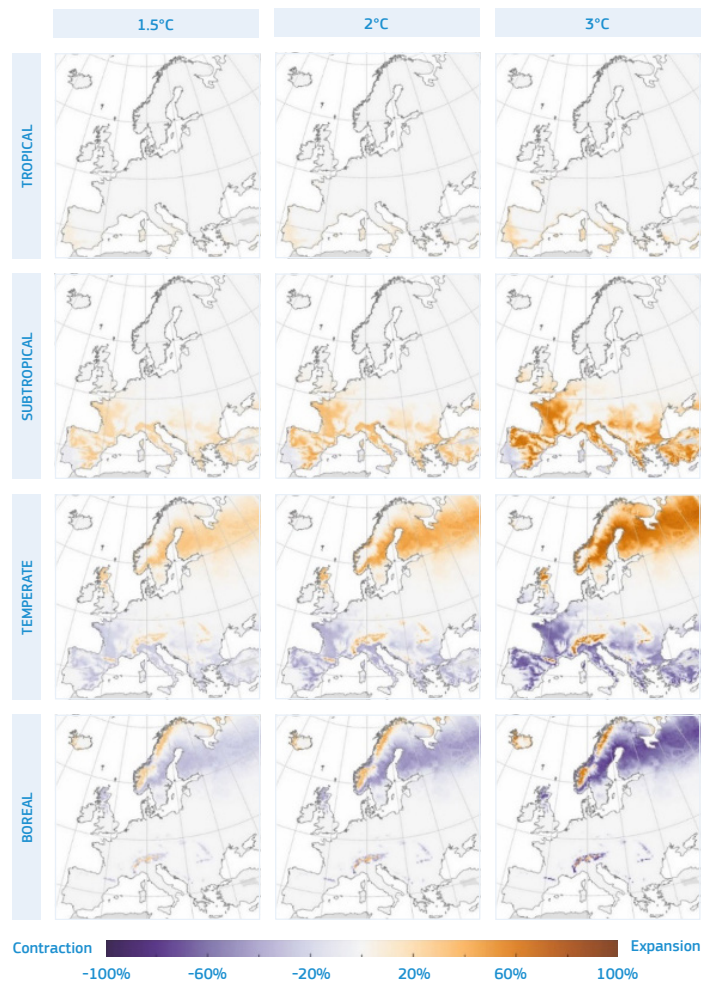 1.5°C 2°C 3°C
TROPICAL
SUBTROPICAL
TEMPERATE
BOREAL
Contraction Expansion
-100% -60% -20% 20% 60% 100%